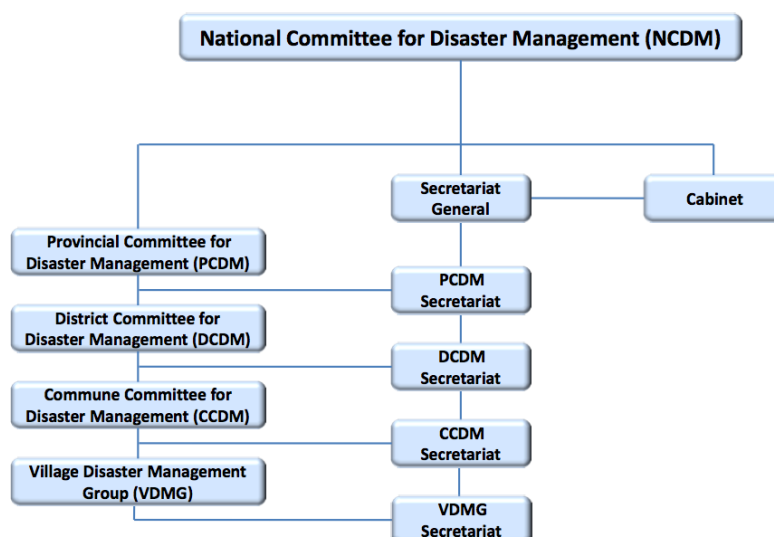 National Committee for Disaster Management (NCDM)
Secretariat
General
Cabinet
Provincial Committee for
Disaster Management (PCDM)
PCDM
Secretariat
District Committee for
Disaster Management (DCDM)
DCDM
Secretariat
Commune Committee for
Disaster Management (CCDM)
CCDM
Secretariat
Village Disaster Management
Group (VDMG)
VDMG
Secretariat